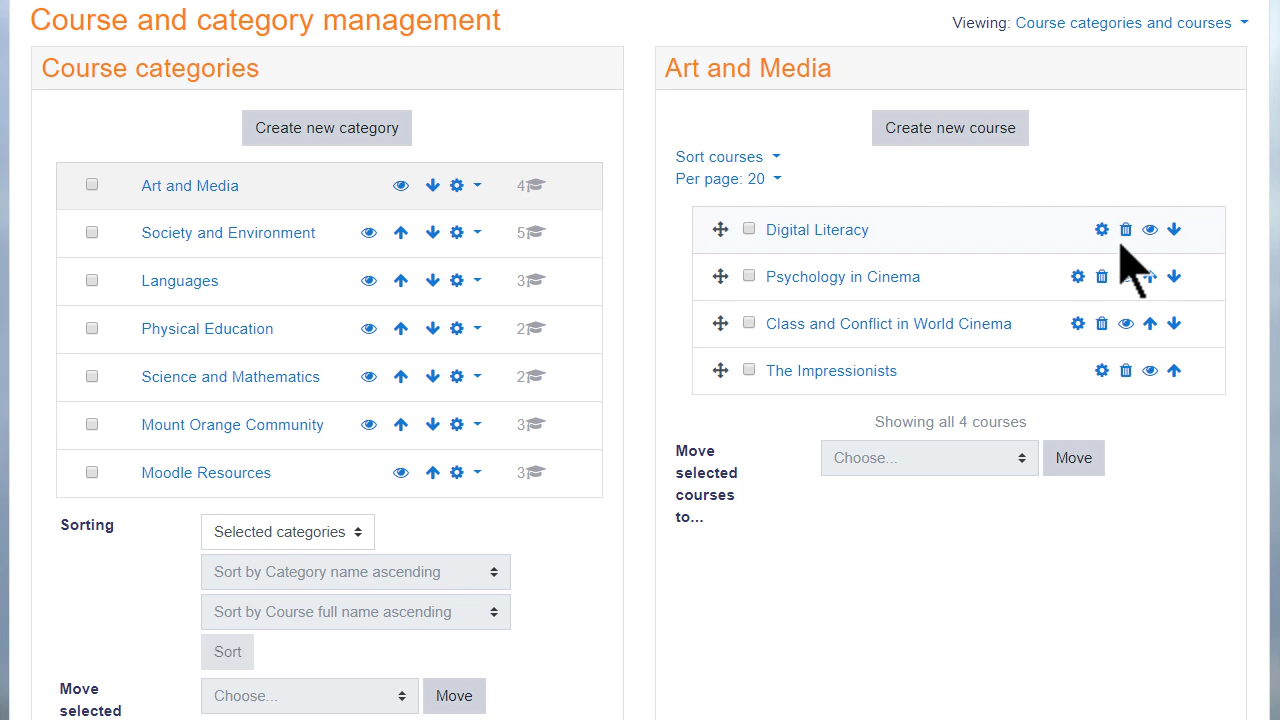 Course and category management
Viewing: Course categories and courses
Course categories
Create new category
Art and Media 4
Society and Environment 5
Languages 3
Physical Education 2
Science and Mathematics 2
Mount Orange Community 3
Moodle Resources 3
Sorting
Selected categories
Sort by Category name ascending
Sort by Course full name ascending
Sort
Move
selected
Choose...
Move
Art and Media
Create new course
Sort courses
Per page: 20
Digital Literacy
Psychology in Cinema
Class and Conflict in World Cinema
The Impressionists
Showing all 4 courses
Move
selected
courses
to...
Choose...
Move